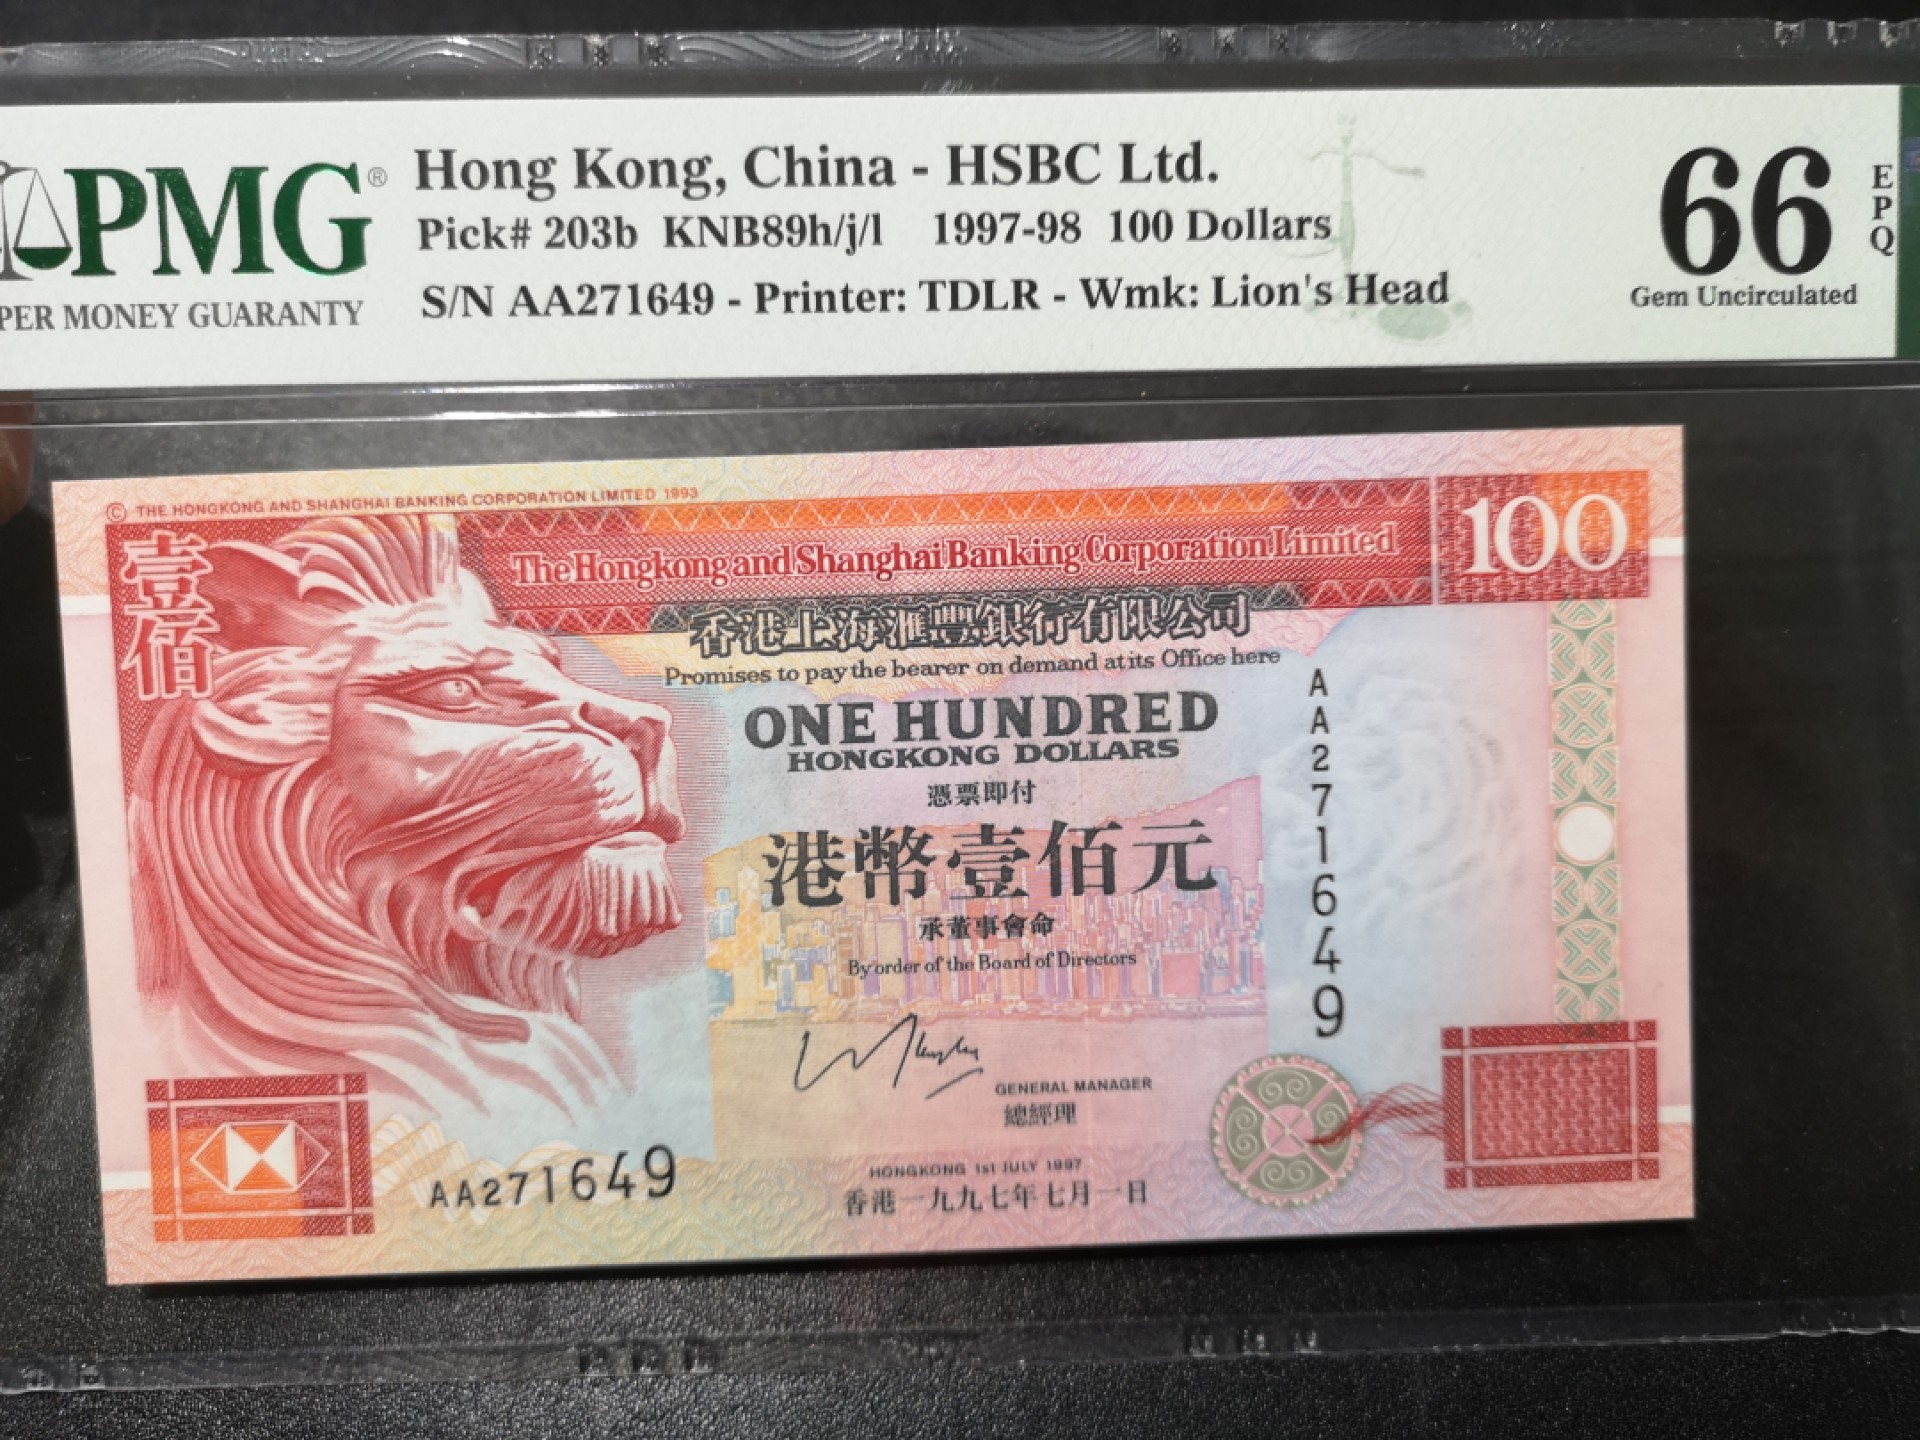 PMG®
PER MONEY GUARANTY
Hong Kong, China - HSBC Ltd.
Pick# 203b KNB89h/j/l 1997-98 100 Dollars
S/N AA271649 - Printer: TDLR - Wmk: Lion's Head
66
EPQ
Gem Uncirculated
© THE HONGKONG AND SHANGHAI BANKING CORPORATION LIMITED 1993
壹佰
The Hongkong and Shanghai Banking Corporation Limited
100
香港上海滙豐銀行有限公司
Promises to pay the bearer on demand at its Office here
ONE HUNDRED
HONGKONG DOLLARS
憑票即付
港幣壹佰元
承董事會命
By order of the Board of Directors
AA271649
GENERAL MANAGER
總經理
AA271649
HONGKONG 1st JULY 1997
香港一九九七年七月一日